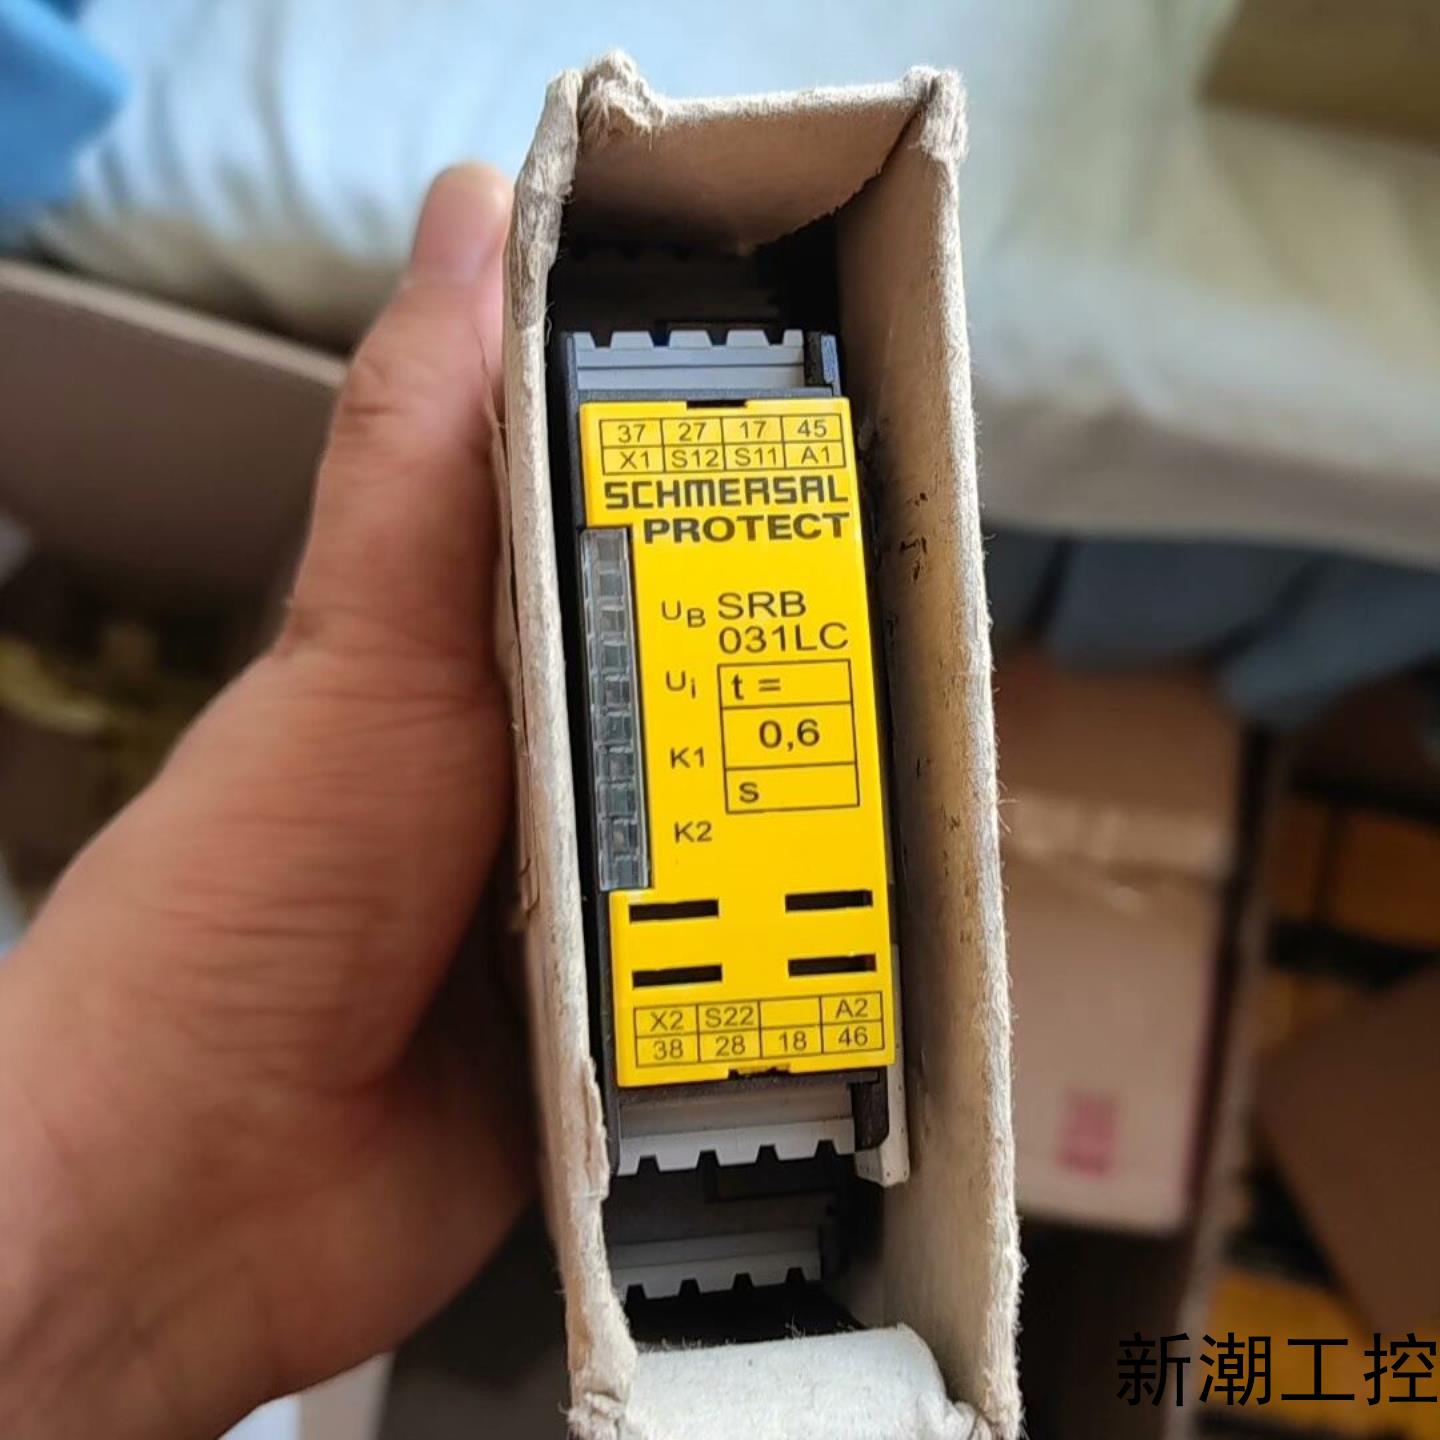 37 27 17 45
X1 S12 S11 A1
SCHMERSAL
PROTECT
UB SRB
031LC
Ui t =
K1 0,6
s
K2
X2 S22 A2
38 28 18 46
新潮工控